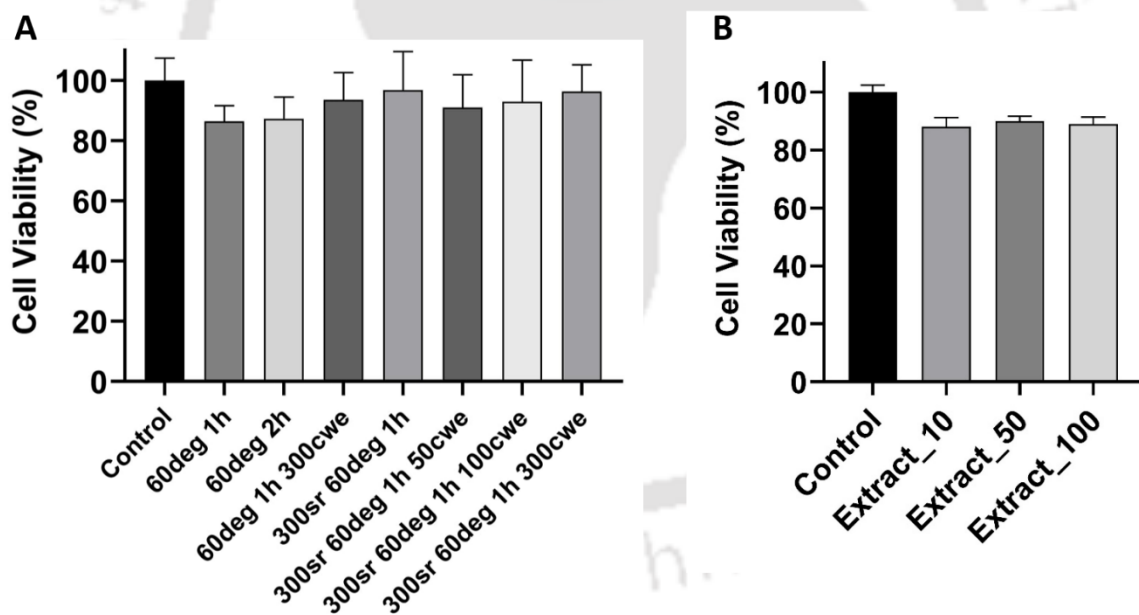 A
Cell Viability (%)
100
80
60
40
20
0
Control
60deg 1h
60deg 2h
60deg 1h 300cwe
300sr 60deg 1h
300sr 60deg 1h 50cwe
300sr 60deg 1h 100cwe
300sr 60deg 1h 300cwe
B
Cell Viability (%)
100
80
60
40
20
0
Control
Extract_10
Extract_50
Extract_100